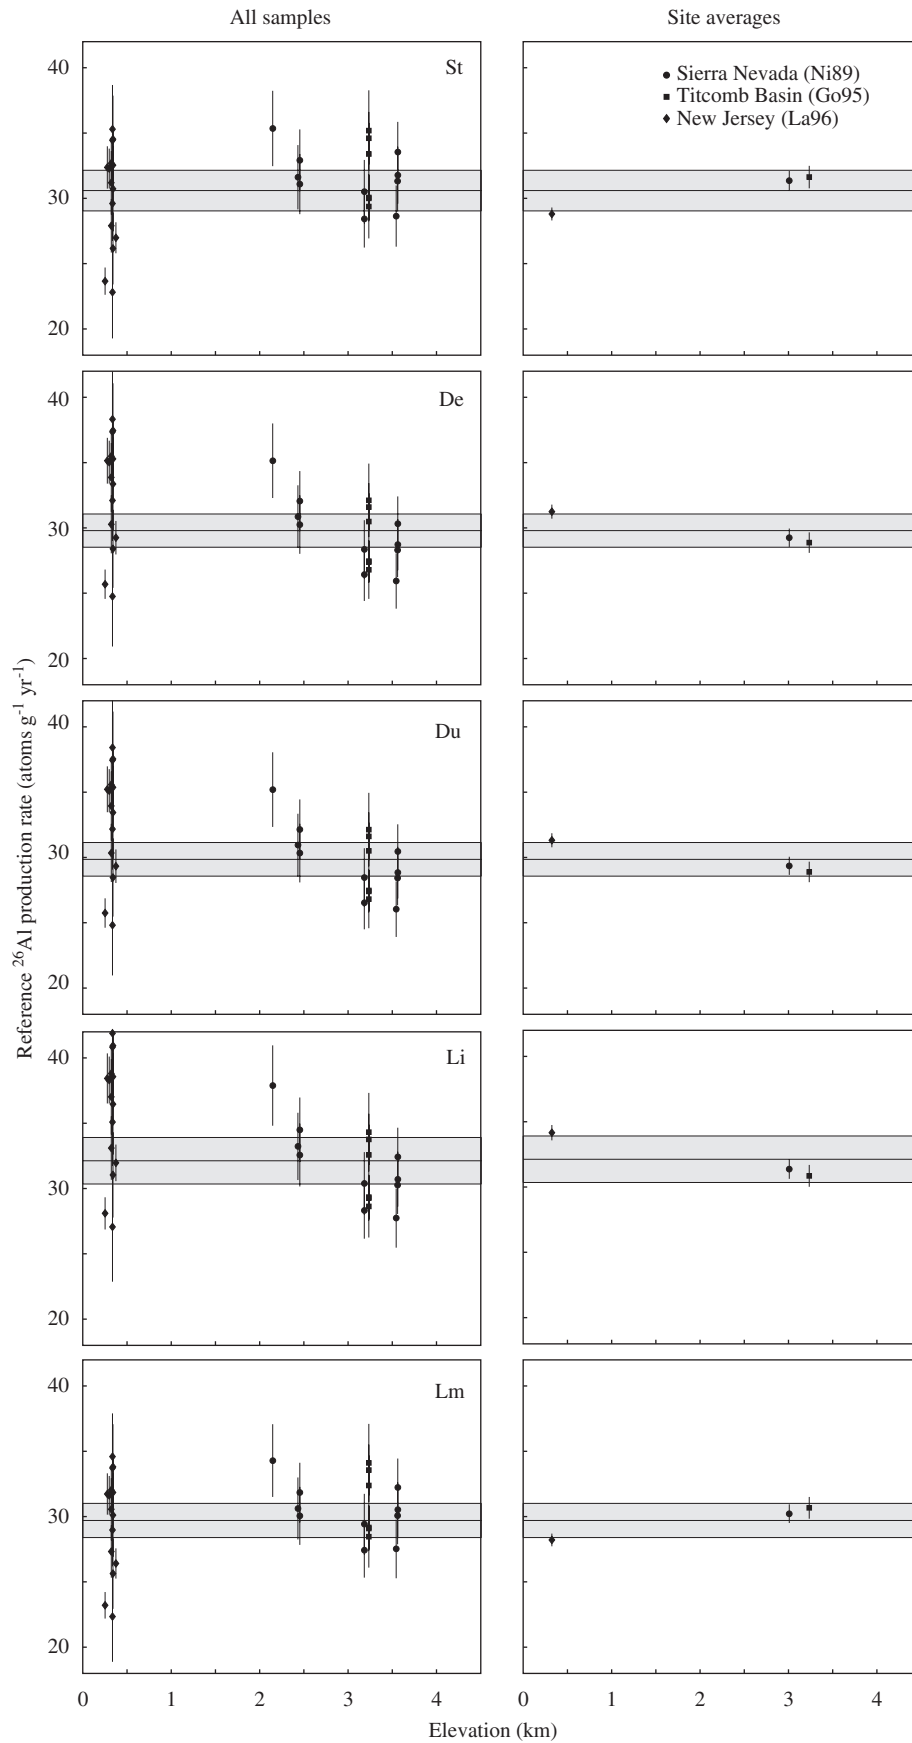 All samples
Site averages
40
St
30
20
Sierra Nevada (Ni89)
Titcomb Basin (Go95)
New Jersey (La96)
40
De
30
20
40
Du
30
20
40
Li
30
20
40
Lm
30
20
0 1 2 3 4
0 1 2 3 4
Elevation (km)
Reference ²⁶Al production rate (atoms g⁻¹ yr⁻¹)